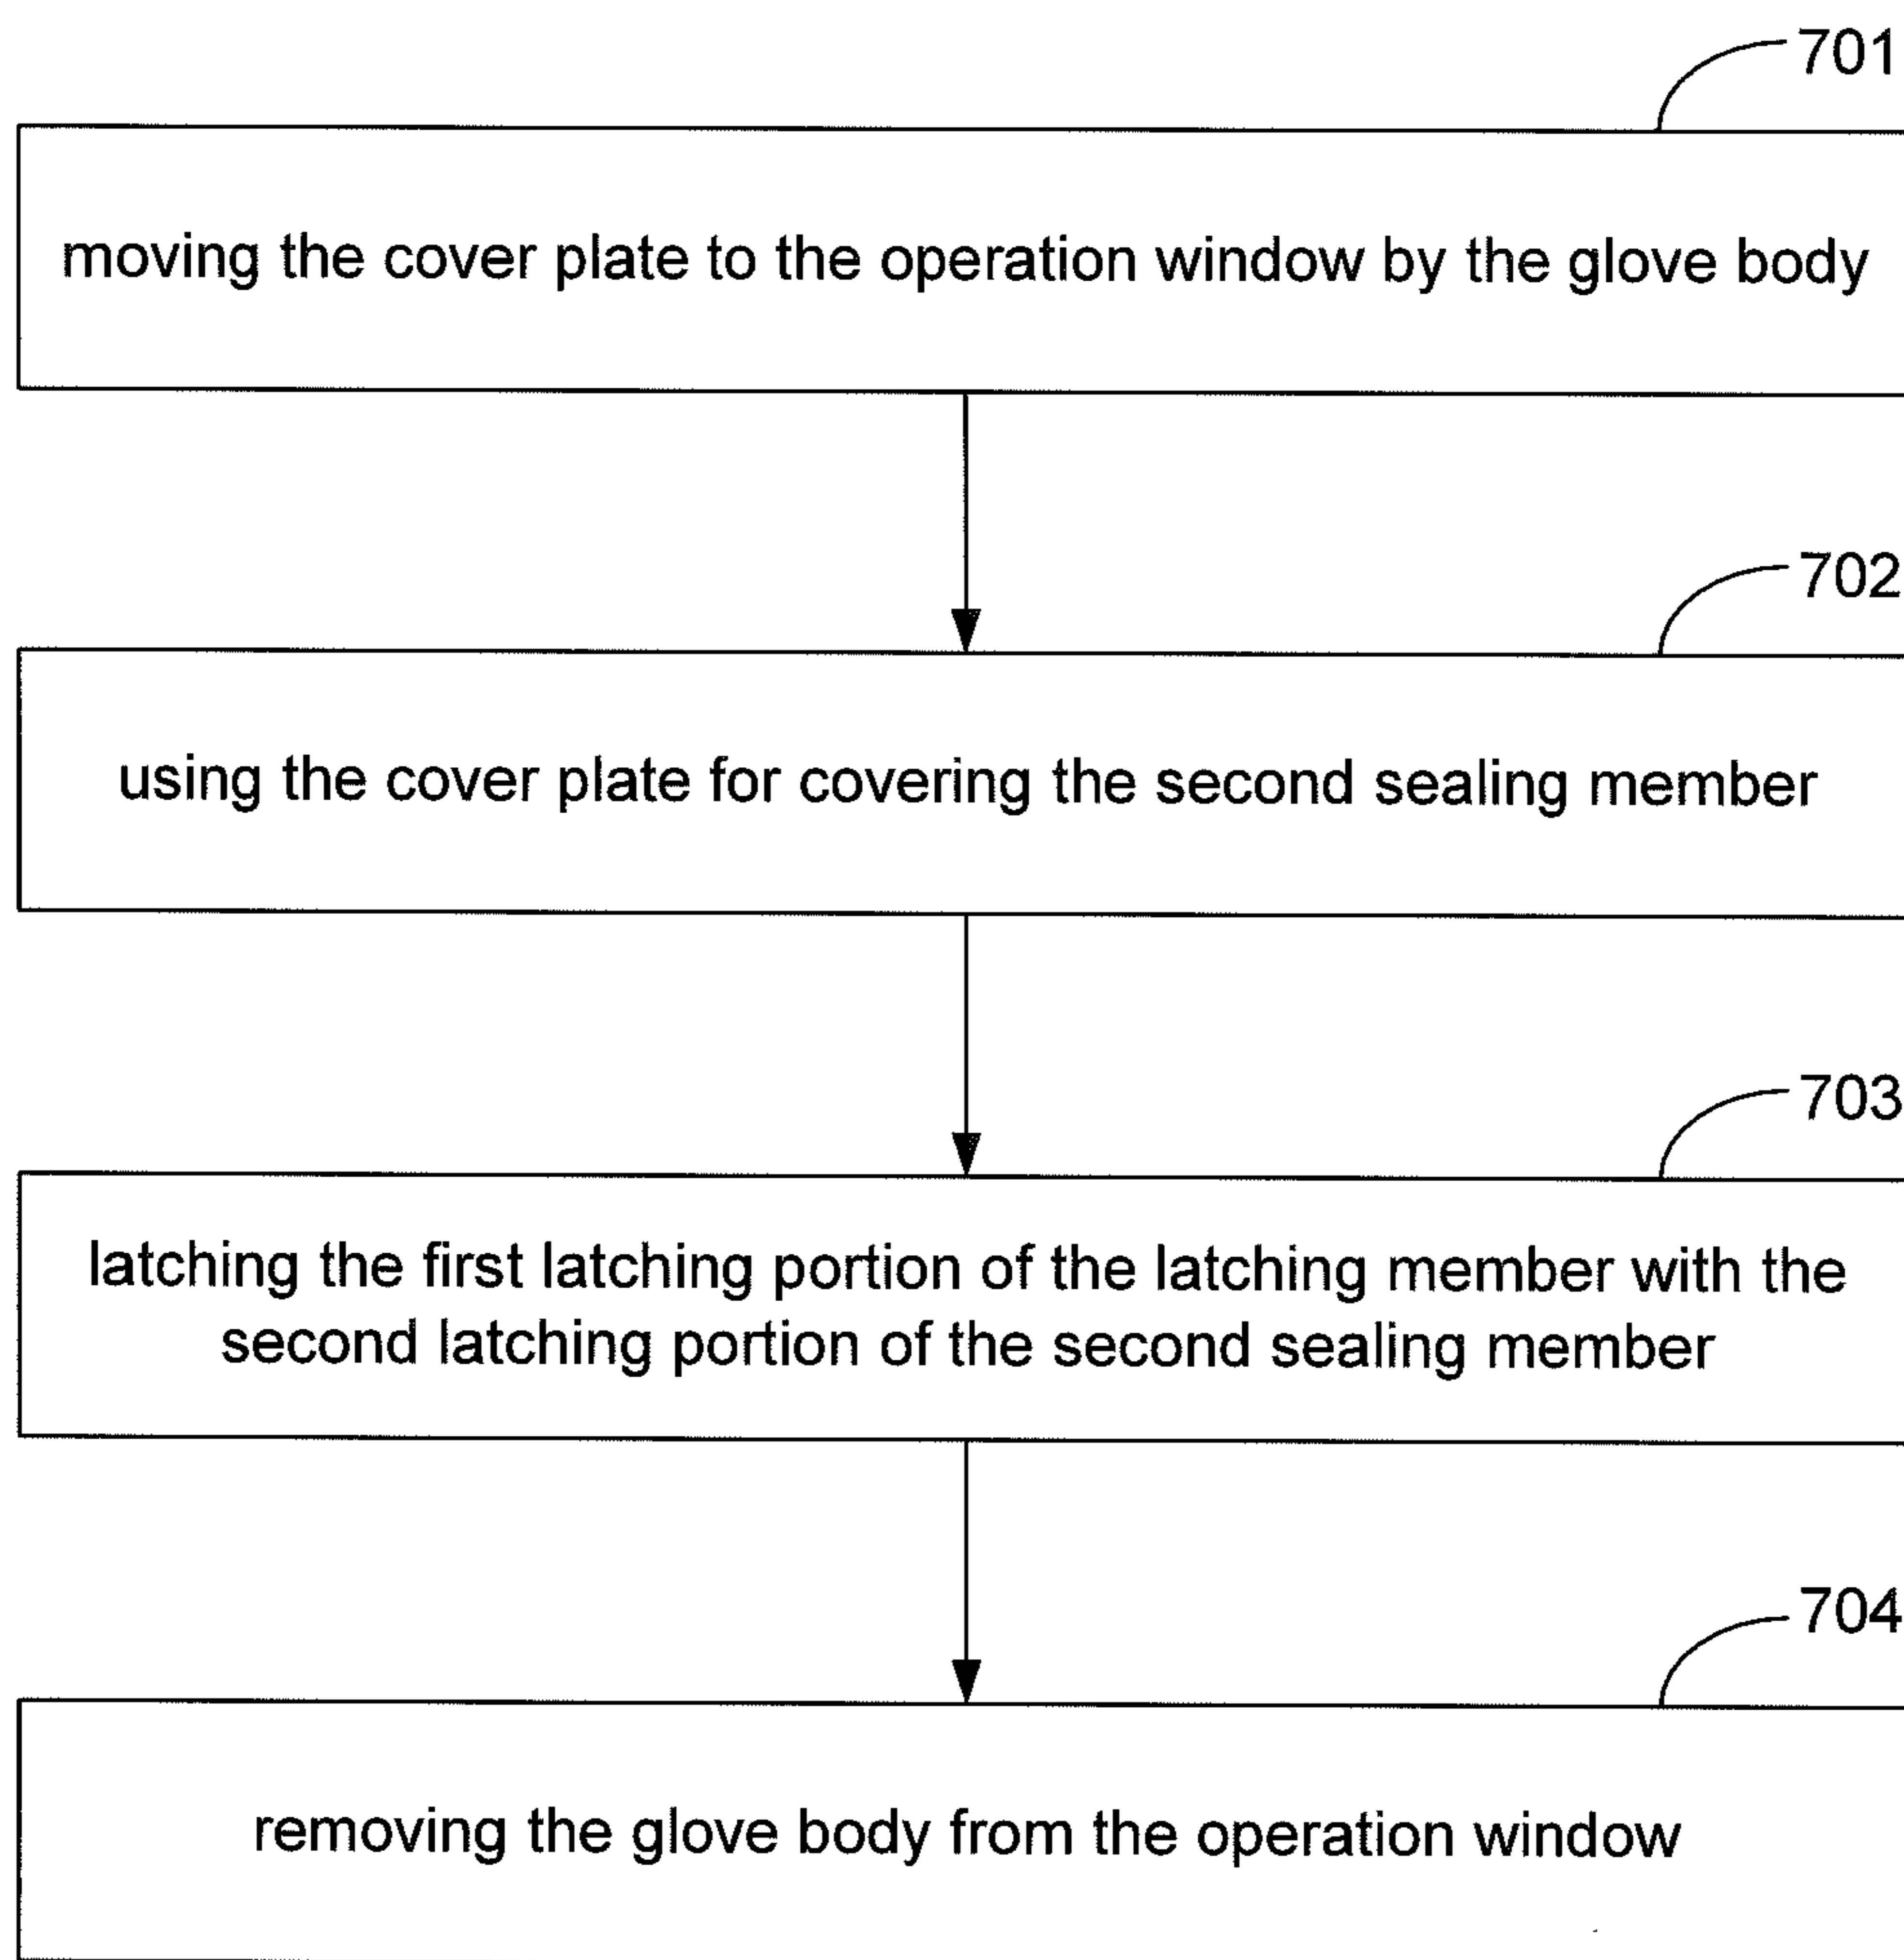 701
moving the cover plate to the operation window by the glove body
702
using the cover plate for covering the second sealing member
703
latching the first latching portion of the latching member with the
second latching portion of the second sealing member
704
removing the glove body from the operation window